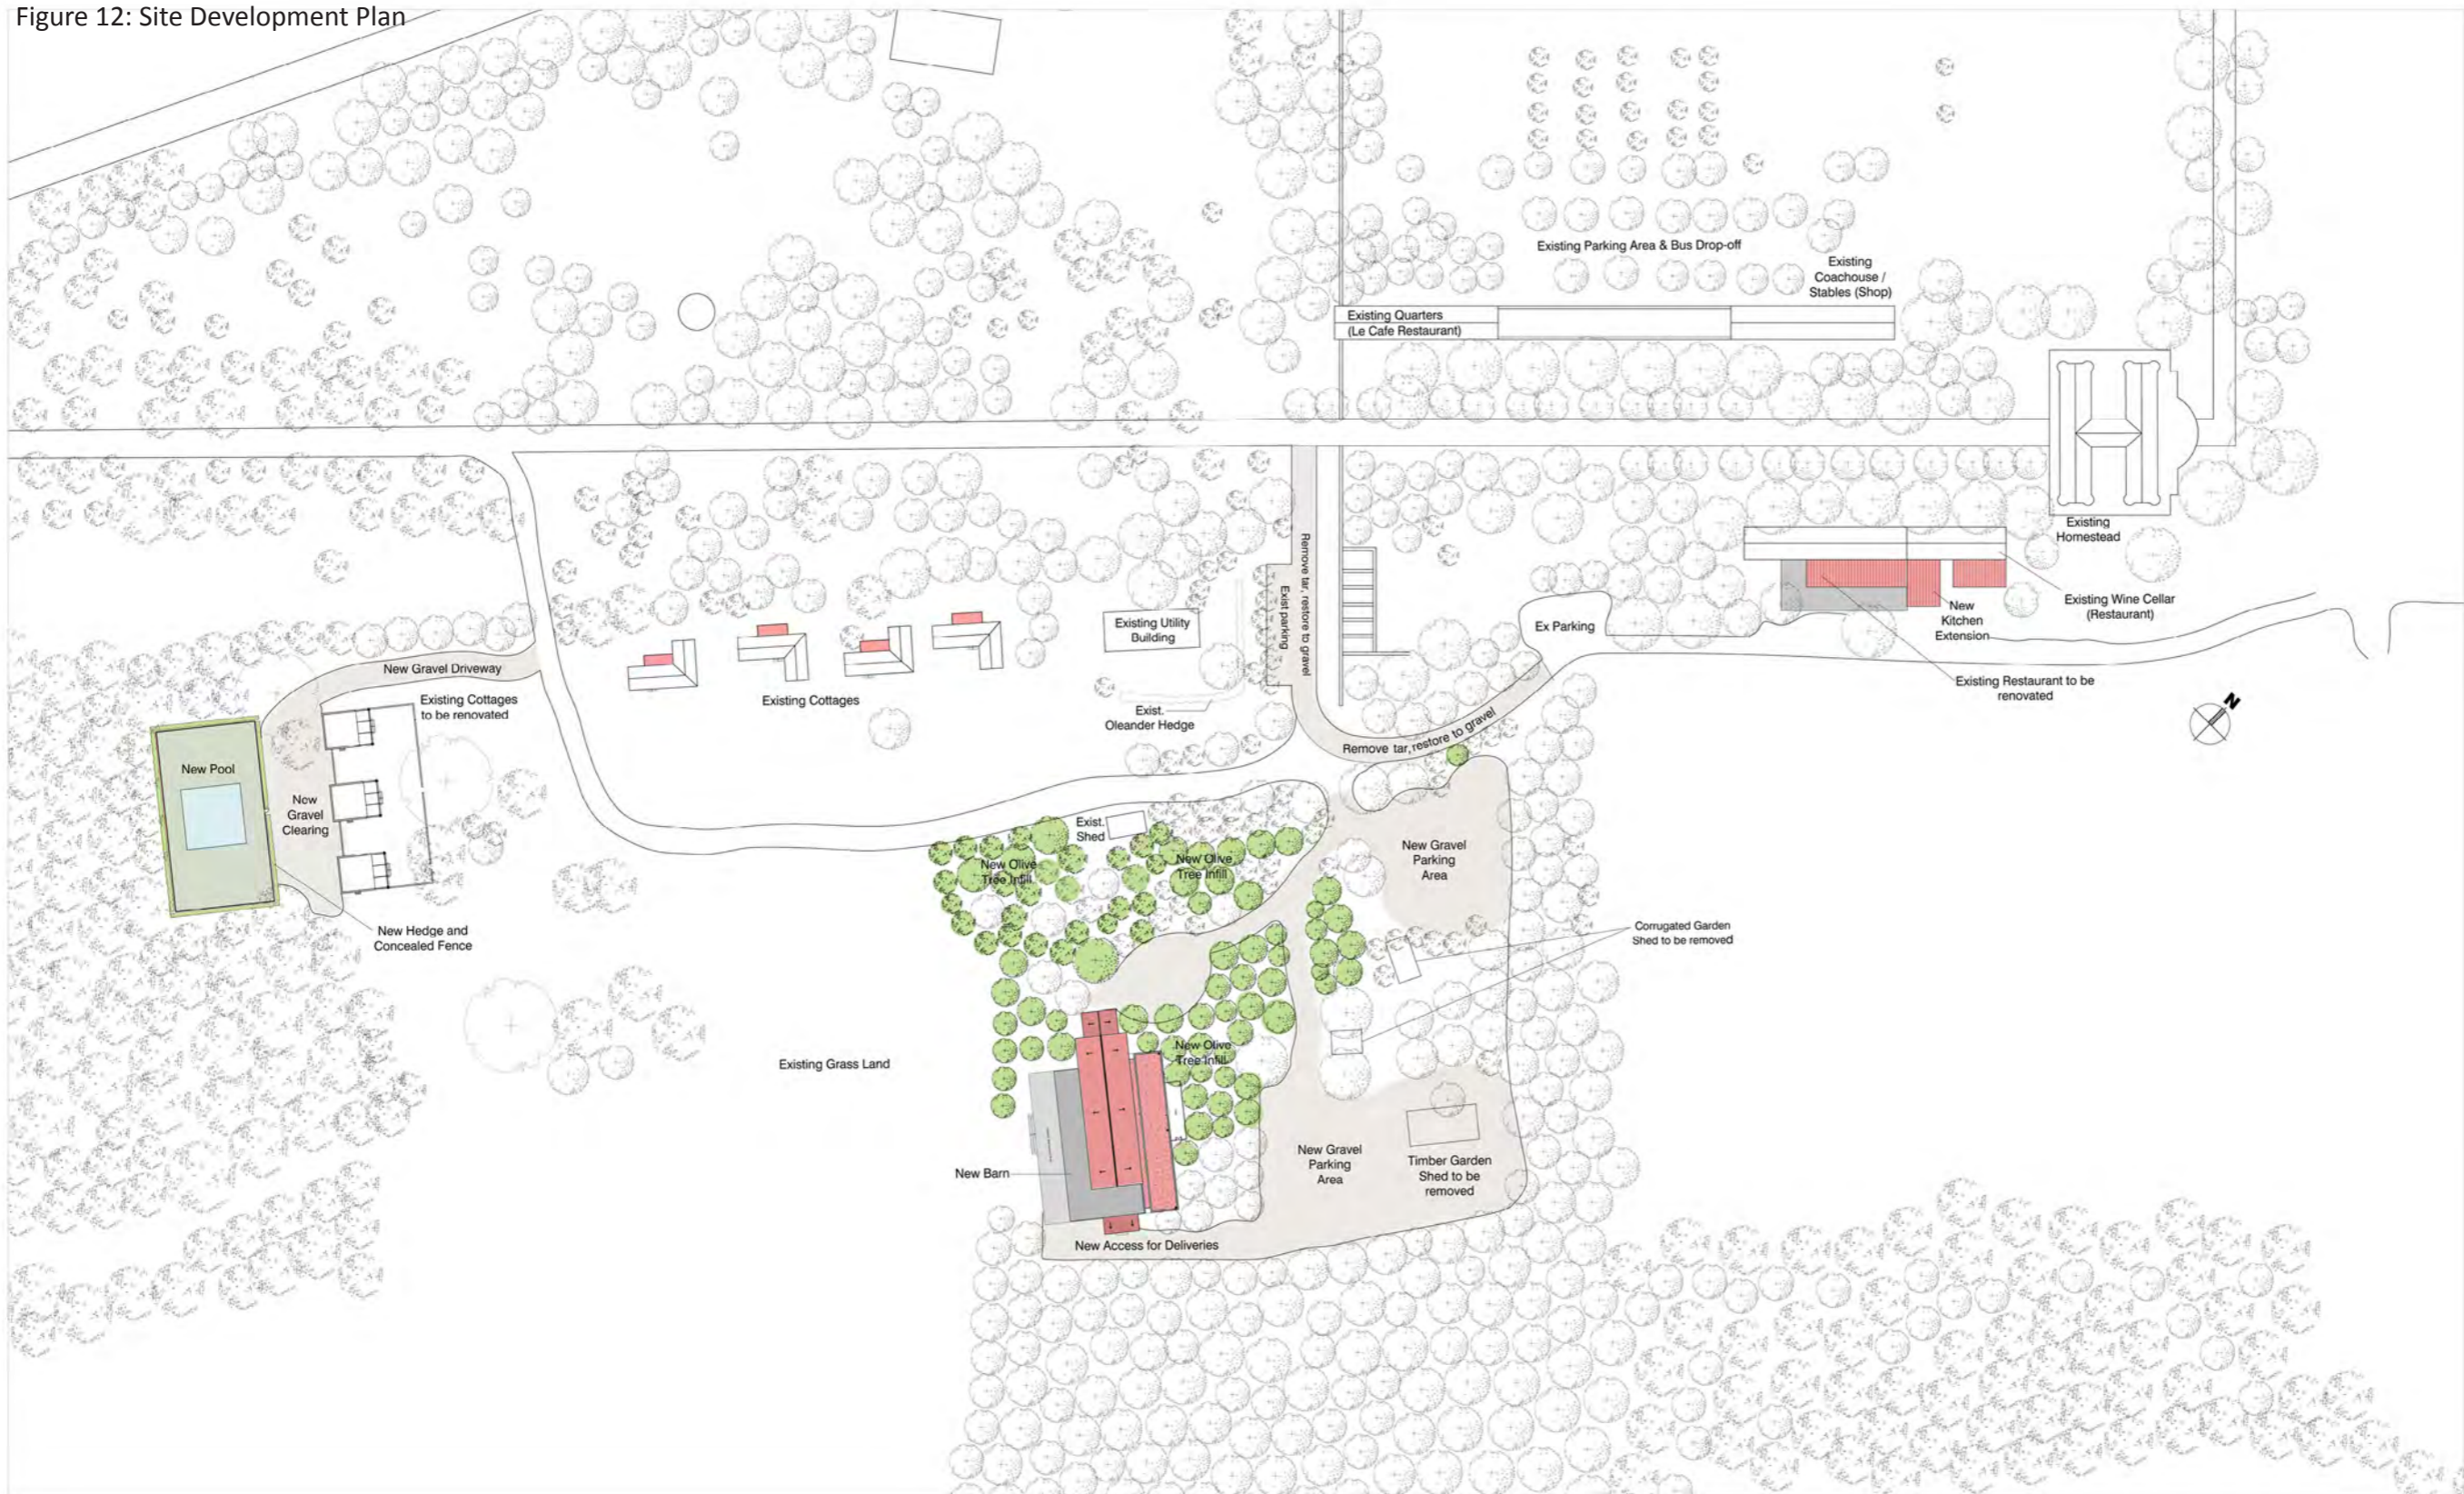 Figure 12: Site Development Plan
Existing Parking Area & Bus Drop-off
Existing
Coachouse /
Stables (Shop)
Existing Quarters
(Le Cafe Restaurant)
Existing
Homestead
Remove tar, restore to gravel
Exist parking
Existing Utility
Building
Ex Parking
New
Kitchen
Extension
Existing Wine Cellar
(Restaurant)
Existing Restaurant to be
renovated
N
New Gravel Driveway
Existing Cottages
to be renovated
Existing Cottages
Exist.
Oleander Hedge
Remove tar, restore to gravel
New Pool
New
Gravel
Clearing
New Hedge and
Concealed Fence
Exist.
Shed
New Olive
Tree Infill
New Olive
Tree Infill
New Gravel
Parking
Area
Corrugated Garden
Shed to be removed
New Olive
Tree Infill
Existing Grass Land
New Barn
New Gravel
Parking
Area
Timber Garden
Shed to be
removed
New Access for Deliveries